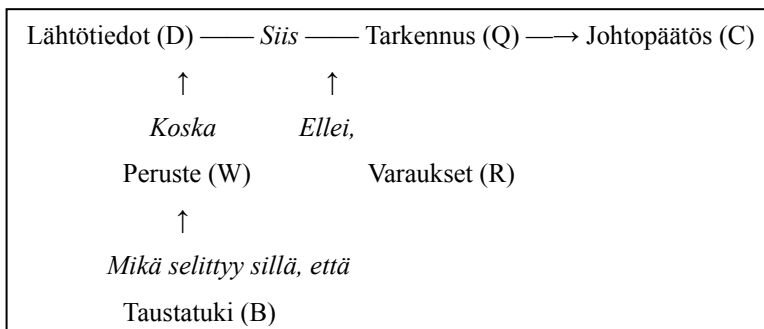 Lähtötiedot (D) —— Siis —— Tarkennus (Q) —→ Johtopäätös (C)
↑ ↑
Koska Ellei,
Peruste (W) Varaukset (R)
↑
Mikä selittyy sillä, että
Taustatuki (B)